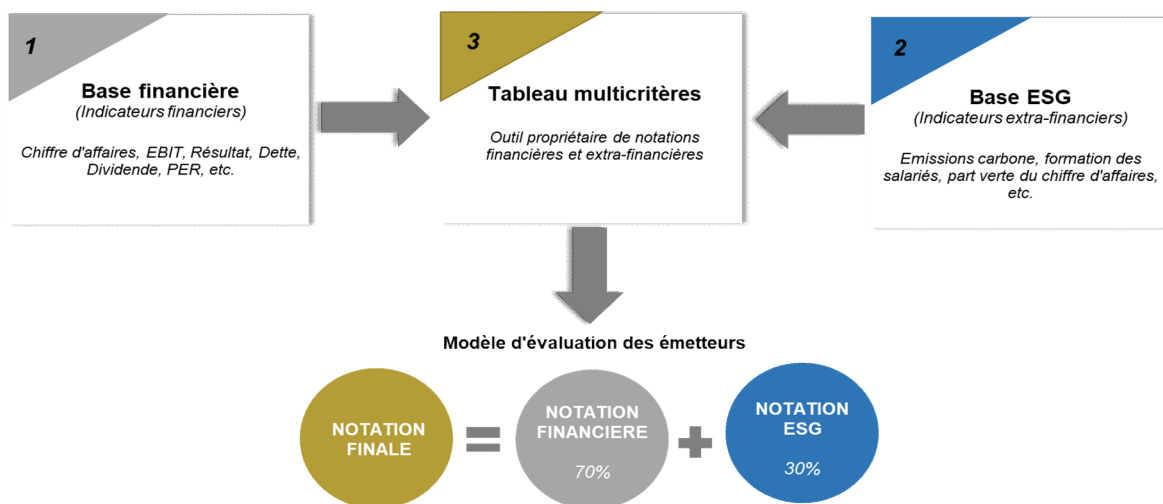 1
Base financière
(Indicateurs financiers)
Chiffre d'affaires, EBIT, Résultat, Dette,
Dividende, PER, etc.
3
Tableau multicritères
Outil propriétaire de notations
financières et extra-financières
2
Base ESG
(Indicateurs extra-financiers)
Emissions carbone, formation des
salariés, part verte du chiffre d'affaires,
etc.
Modèle d'évaluation des émetteurs
NOTATION
FINALE
=
NOTATION
FINANCIERE
70%
+
NOTATION
ESG
30%